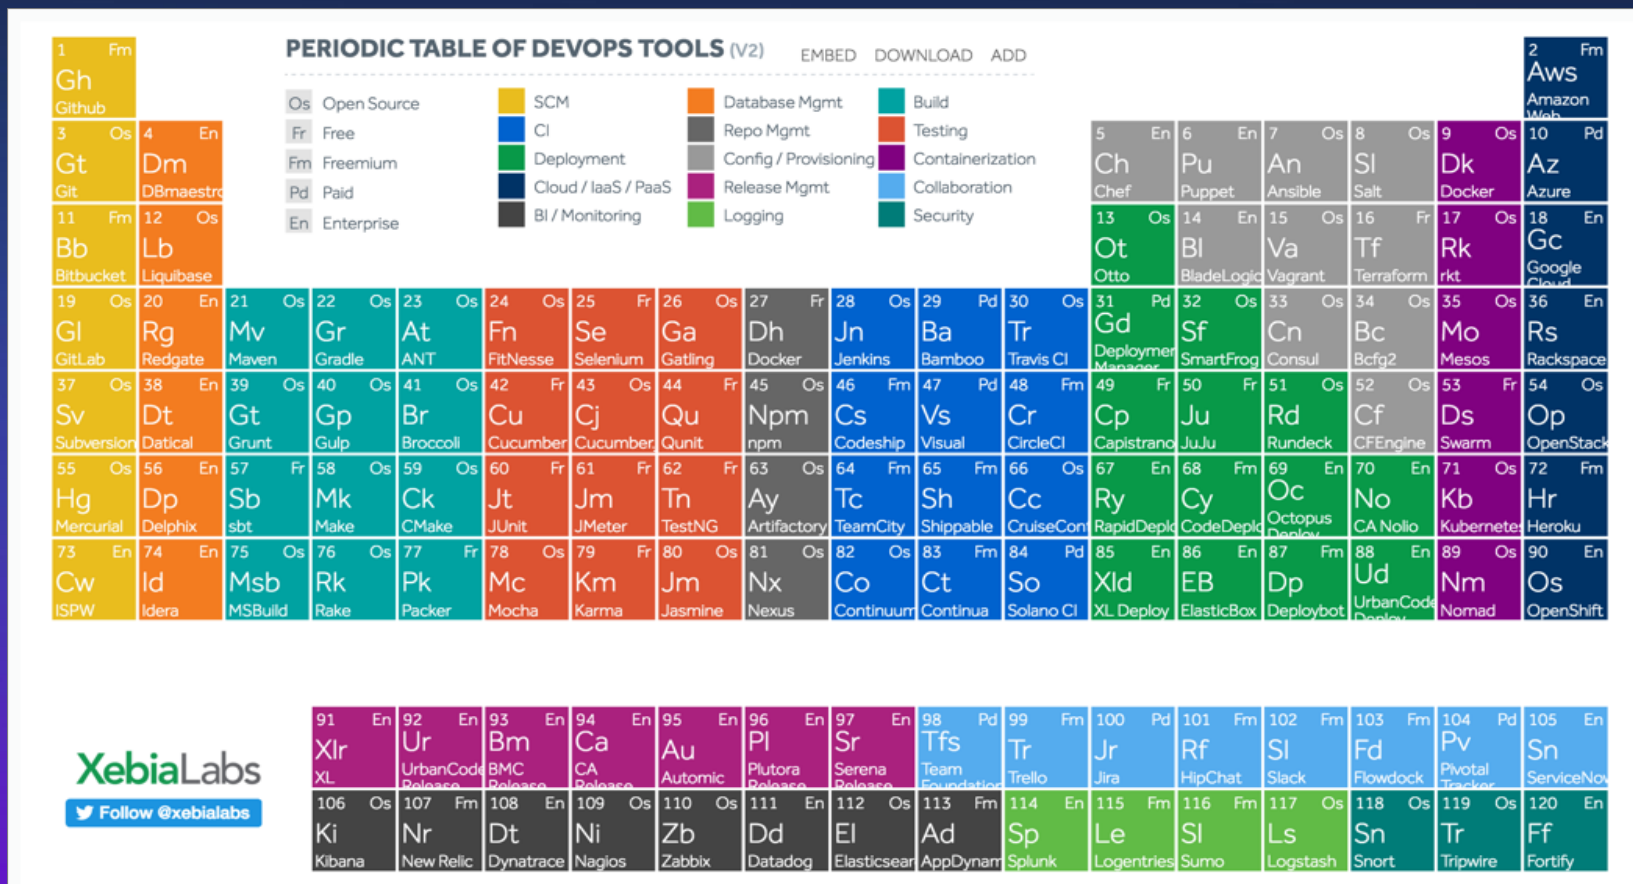 PERIODIC TABLE OF DEVOPS TOOLS (V2) EMBED DOWNLOAD ADD
Os Open Source
Fr Free
Fm Freemium
Pd Paid
En Enterprise
SCM
CI
Deployment
Cloud / IaaS / PaaS
BI / Monitoring
Database Mgmt
Repo Mgmt
Config / Provisioning
Release Mgmt
Logging
Build
Testing
Containerization
Collaboration
Security
1 Fm
Gh
Github
2 Fm
Aws
Amazon
Web
3 Os
Gt
Git
4 En
Dm
DBmaestro
5 En
Ch
Chef
6 En
Pu
Puppet
7 Os
An
Ansible
8 Os
Sl
Salt
9 Os
Dk
Docker
10 Pd
Az
Azure
11 Fm
Bb
Bitbucket
12 Os
Lb
Liquibase
13 Os
Ot
Otto
14 En
Bl
BladeLogic
15 Os
Va
Vagrant
16 Fr
Tf
Terraform
17 Os
Rk
rkt
18 En
Gc
Google
Cloud
19 Os
Gl
GitLab
20 En
Rg
Redgate
21 Os
Mv
Maven
22 Os
Gr
Gradle
23 Os
At
ANT
24 Os
Fn
FitNesse
25 Fr
Se
Selenium
26 Os
Ga
Gatling
27 Fr
Dh
Docker
28 Os
Jn
Jenkins
29 Pd
Ba
Bamboo
30 Os
Tr
Travis CI
31 Pd
Gd
Deploymen
Manager
32 Os
Sf
SmartFrog
33 Os
Cn
Consul
34 Os
Bc
Bcfg2
35 Os
Mo
Mesos
36 En
Rs
Rackspace
37 Os
Sv
Subversion
38 En
Dt
Datical
39 Os
Gt
Grunt
40 Os
Gp
Gulp
41 Os
Br
Broccoli
42 Fr
Cu
Cucumber
43 Os
Cj
Cucumber.
44 Fr
Qu
Qunit
45 Os
Npm
npm
46 Fm
Cs
Codeship
47 Pd
Vs
Visual
48 Fm
Cr
CircleCI
49 Fr
Cp
Capistrano
50 Fr
Ju
JuJu
51 Os
Rd
Rundeck
52 Os
Cf
CFEngine
53 Fr
Ds
Swarm
54 Os
Op
OpenStack
55 Os
Hg
Mercurial
56 En
Dp
Delphix
57 Fr
Sb
sbt
58 Os
Mk
Make
59 Os
Ck
CMake
60 Fr
Jt
JUnit
61 Fr
Jm
JMeter
62 Fr
Tn
TestNG
63 Os
Ay
Artifactory
64 Fm
Tc
TeamCity
65 Fm
Sh
Shippable
66 Os
Cc
CruiseCont
67 En
Ry
RapidDeplo
68 Fm
Cy
CodeDeplo
69 En
Oc
Octopus
Deploy
70 En
No
CA Nolio
71 Os
Kb
Kubernetes
72 Fm
Hr
Heroku
73 En
Cw
ISPW
74 En
Id
Idera
75 Os
Msb
MSBuild
76 Os
Rk
Rake
77 Fr
Pk
Packer
78 Os
Mc
Mocha
79 Fr
Km
Karma
80 Os
Jm
Jasmine
81 Os
Nx
Nexus
82 Os
Co
Continuum
83 Fm
Ct
Continua
84 Pd
So
Solano CI
85 En
Xld
XL Deploy
86 En
EB
ElasticBox
87 Fm
Dp
Deploybot
88 En
Ud
UrbanCode
Deploy
89 Os
Nm
Nomad
90 En
Os
OpenShift
XebiaLabs
Follow @xebialabs
91 En
Xlr
XL
92 En
Ur
UrbanCode
Release
93 En
Bm
BMC
Release
94 En
Ca
CA
Release
95 En
Au
Automic
96 En
Pl
Plutora
Release
97 En
Sr
Serena
Release
98 Pd
Tfs
Team
Foundation
99 Fm
Tr
Trello
100 Pd
Jr
Jira
101 Fm
Rf
HipChat
102 Fm
Sl
Slack
103 Fm
Fd
Flowdock
104 Pd
Pv
Pivotal
Tracker
105 En
Sn
ServiceNow
106 Os
Ki
Kibana
107 Fm
Nr
New Relic
108 En
Dt
Dynatrace
109 Os
Ni
Nagios
110 Os
Zb
Zabbix
111 En
Dd
Datadog
112 Os
El
Elasticsear
113 Fm
Ad
AppDynam
114 En
Sp
Splunk
115 Fm
Le
Logentries
116 Fm
Sl
Sumo
117 Os
Ls
Logstash
118 Os
Sn
Snort
119 Os
Tr
Tripwire
120 En
Ff
Fortify